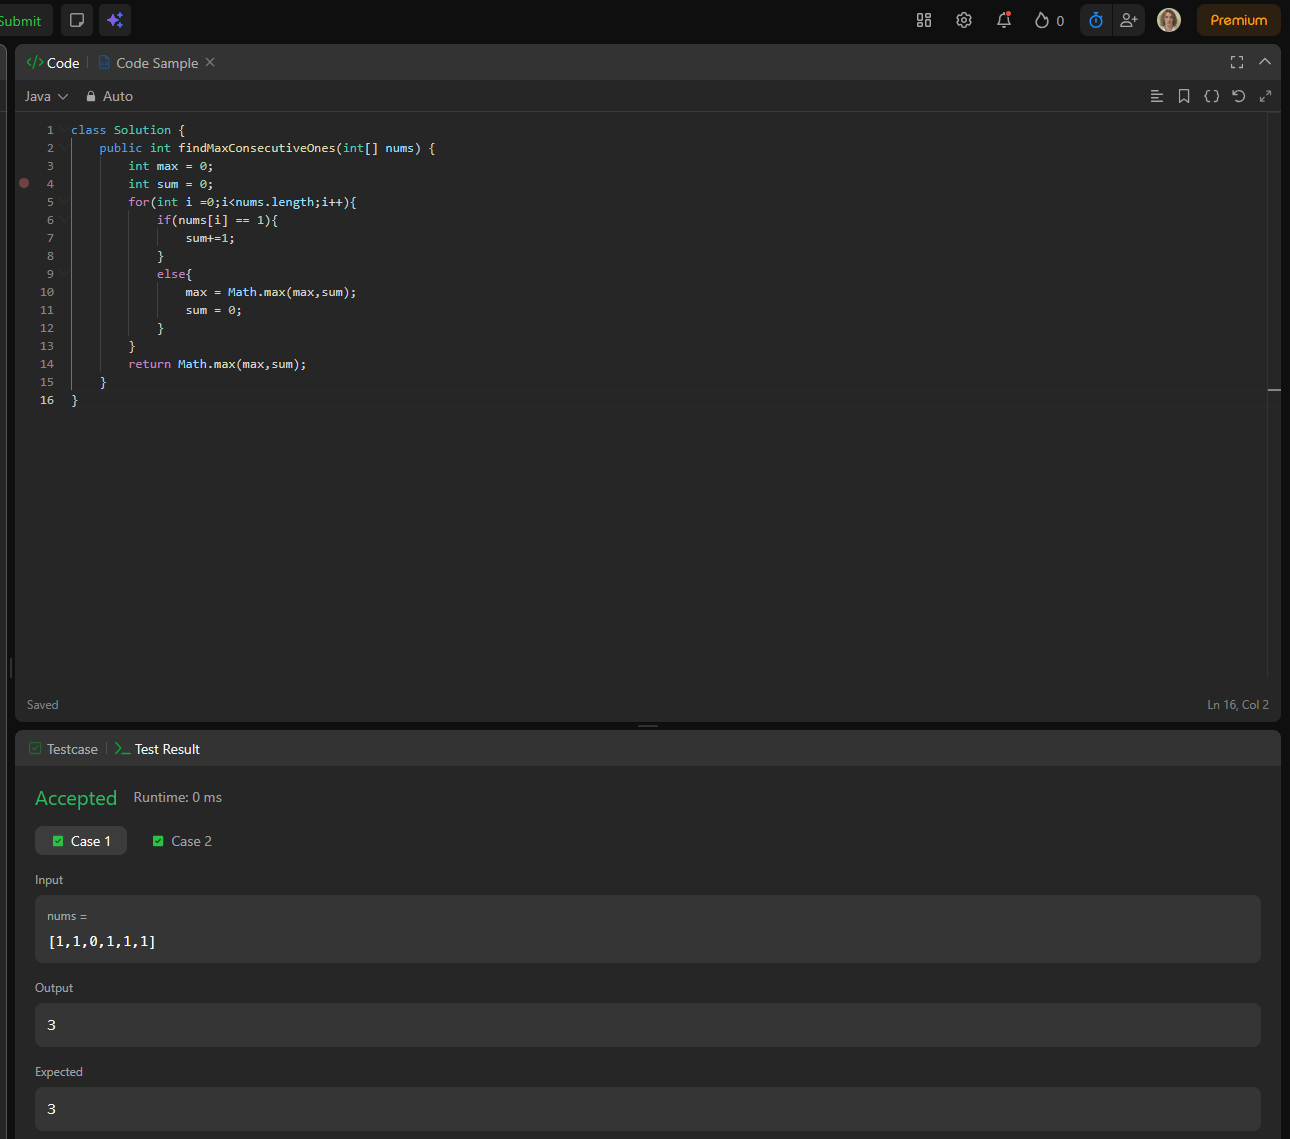 Submit
0
Premium
</> Code
Code Sample
Java
Auto
1 class Solution {
2 public int findMaxConsecutiveOnes(int[] nums) {
3 int max = 0;
4 int sum = 0;
5 for(int i =0;i<nums.length;i++){
6 if(nums[i] == 1){
7 sum+=1;
8 }
9 else{
10 max = Math.max(max,sum);
11 sum = 0;
12 }
13 }
14 return Math.max(max,sum);
15 }
16 }
Saved
Ln 16, Col 2
Testcase
Test Result
Accepted Runtime: 0 ms
Case 1
Case 2
Input
nums =
[1,1,0,1,1,1]
Output
3
Expected
3